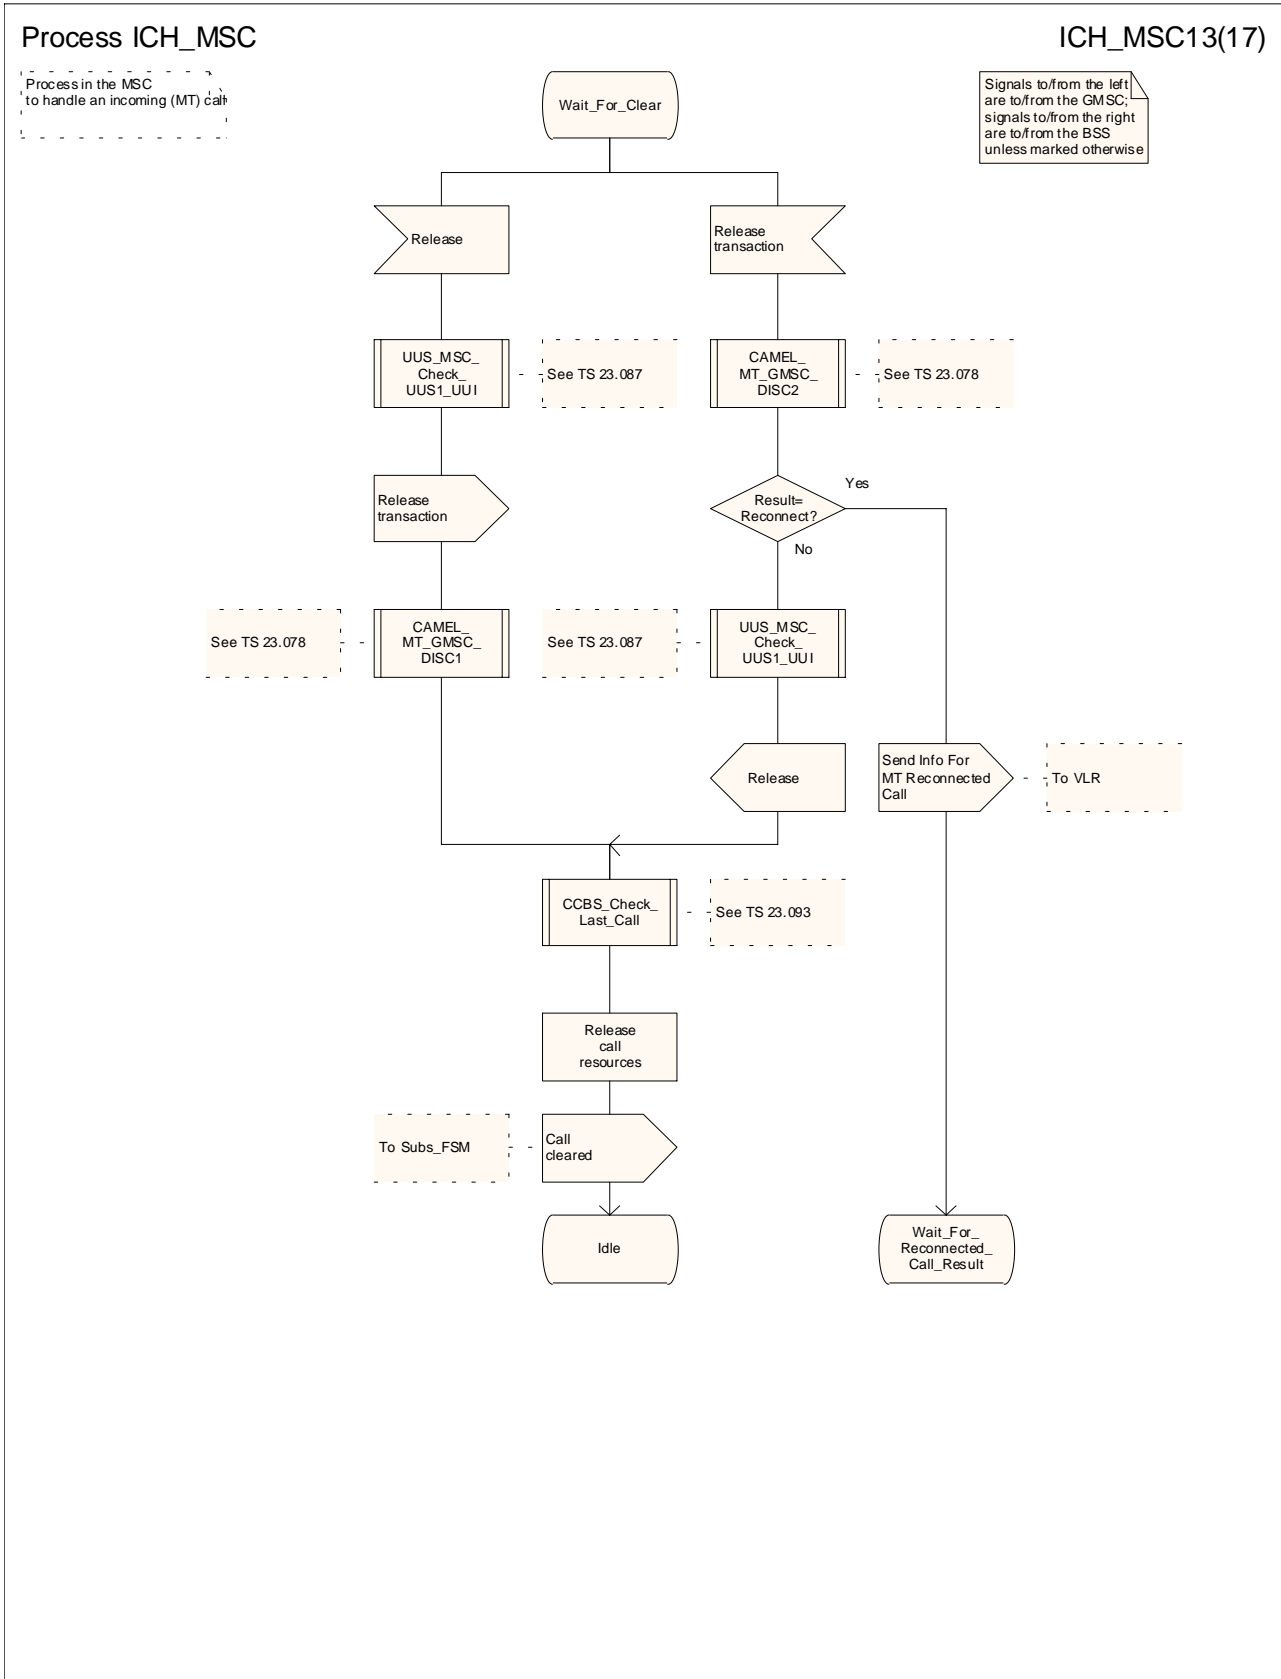 Process ICH_MSC
ICH_MSC13(17)
Process in the MSC
to handle an incoming (MT) call
Wait_For_Clear
Signals to/from the left
are to/from the GMSC;
signals to/from the right
are to/from the BSS
unless marked otherwise
Release
Release
transaction
UUS_MSC_
Check_
UUS1_UUI
See TS 23.087
CAMEL_
MT_GMSC_
DISC2
See TS 23.078
Release
transaction
Result=
Reconnect?
Yes
No
See TS 23.078
CAMEL_
MT_GMSC_
DISC1
See TS 23.087
UUS_MSC_
Check_
UUS1_UUI
Release
Send Info For
MT Reconnected
Call
To VLR
CCBS_Check_
Last_Call
See TS 23.093
Release
call
resources
To Subs_FSM
Call
cleared
Idle
Wait_For_
Reconnected_
Call_Result